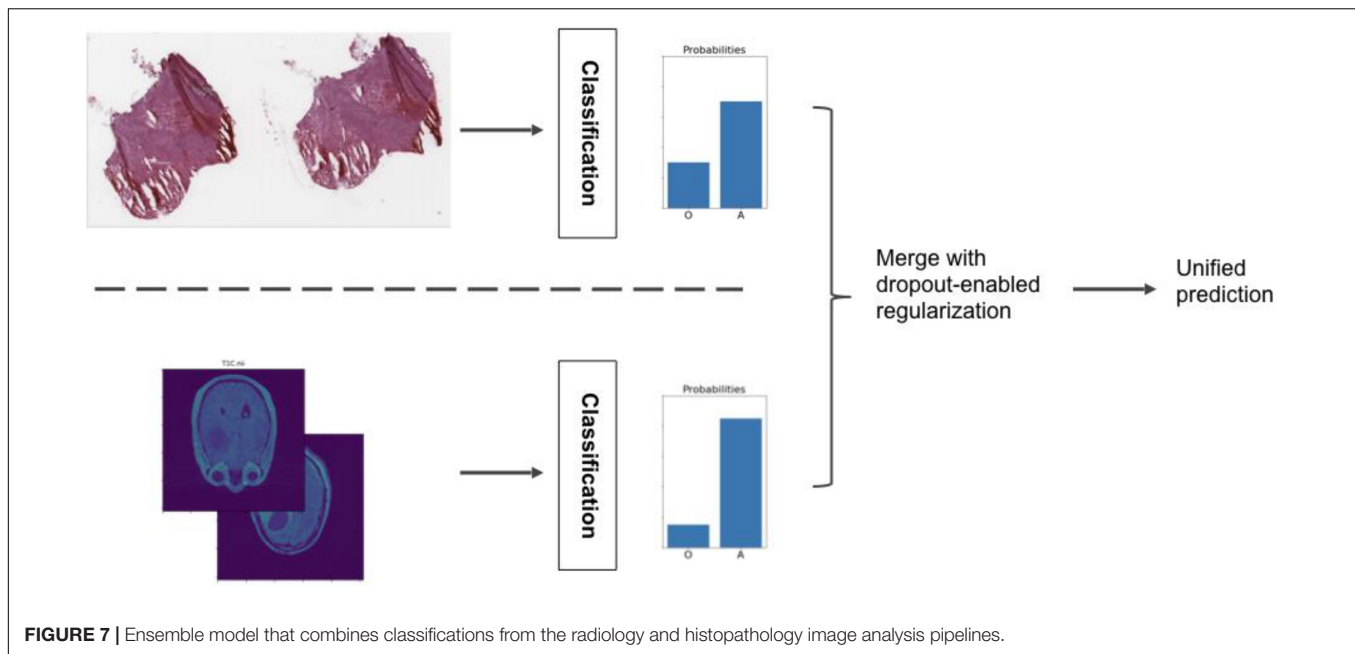 Classification
Probabilities
O A
Merge with
dropout-enabled
regularization
Unified
prediction
T1C.nii
Classification
Probabilities
O A
FIGURE 7 | Ensemble model that combines classifications from the radiology and histopathology image analysis pipelines.